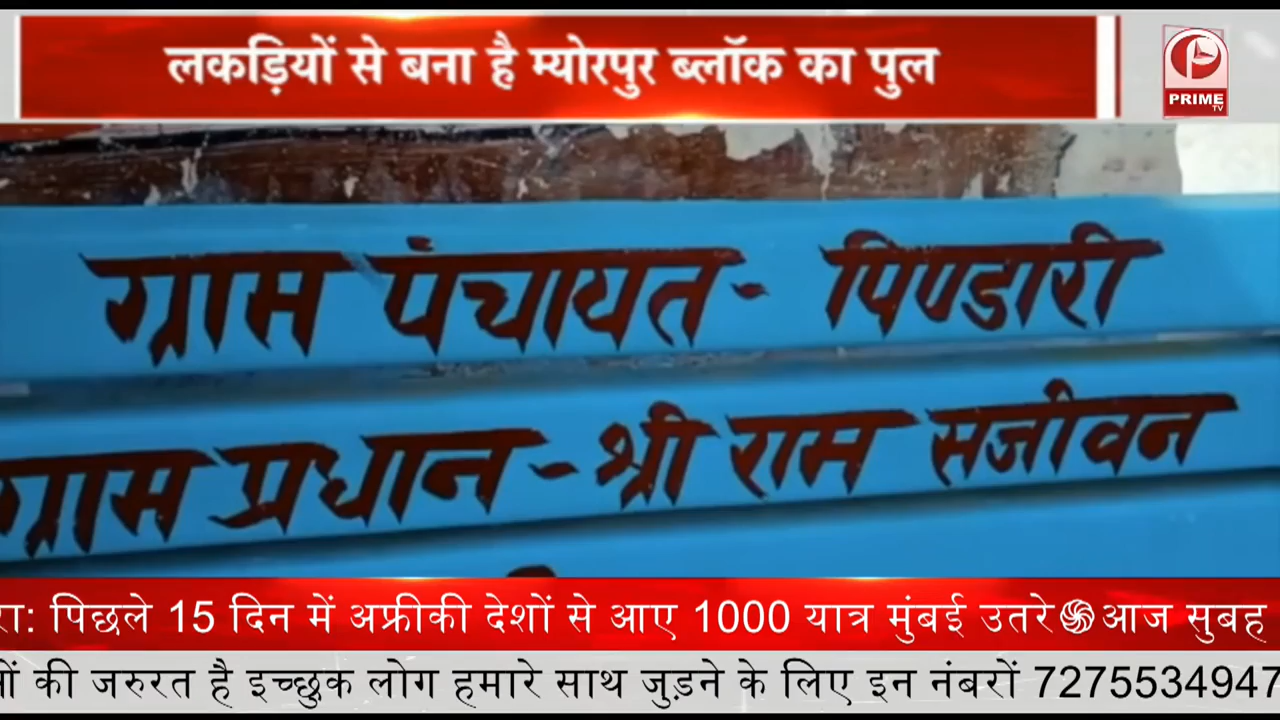 लकड़ियों से बना है म्योरपुर ब्लॉक का पुल
PRIME
TV
ग्राम पंचायत - पिण्डारी
ग्राम प्रधान - श्री राम सजीवन
पिछले 15 दिन में अफ्रीकी देशों से आए 1000 यात्र मुंबई उतरे आज सुबह
की जरुरत है इच्छुक लोग हमारे साथ जुड़ने के लिए इन नंबरों 7275534947